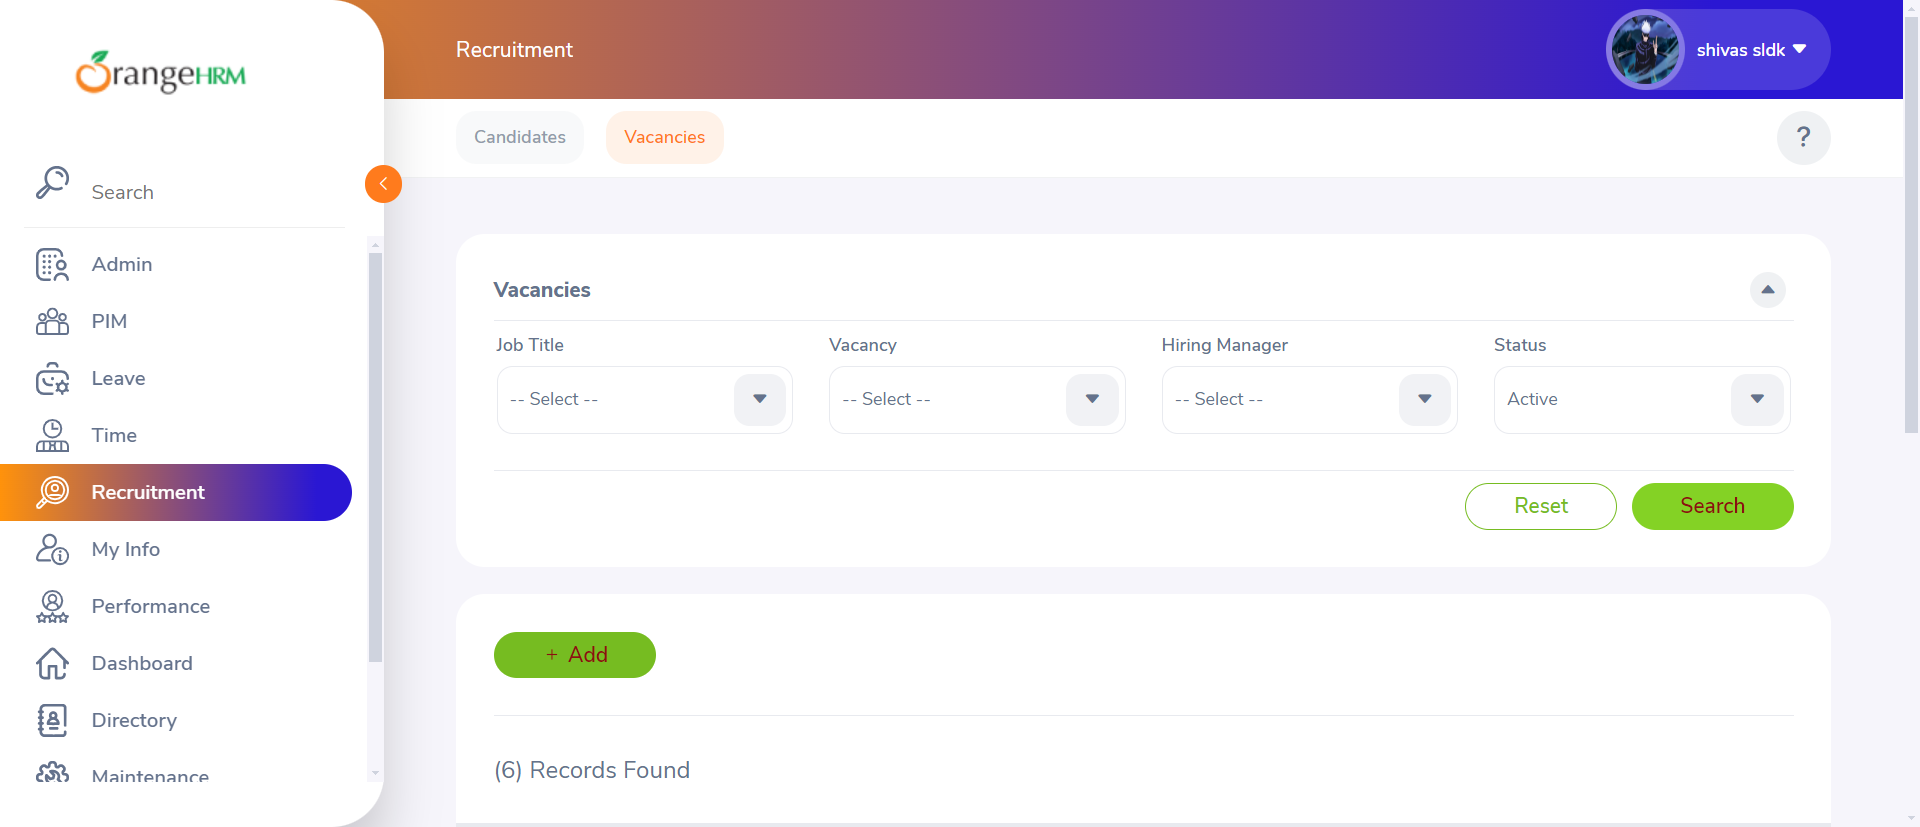 OrangeHRM
Search
Admin
PIM
Leave
Time
Recruitment
My Info
Performance
Dashboard
Directory
Maintenance
Recruitment
shivas sldk
Candidates
Vacancies
?
Vacancies
Job Title
Vacancy
Hiring Manager
Status
-- Select --
-- Select --
-- Select --
Active
Reset
Search
+ Add
(6) Records Found